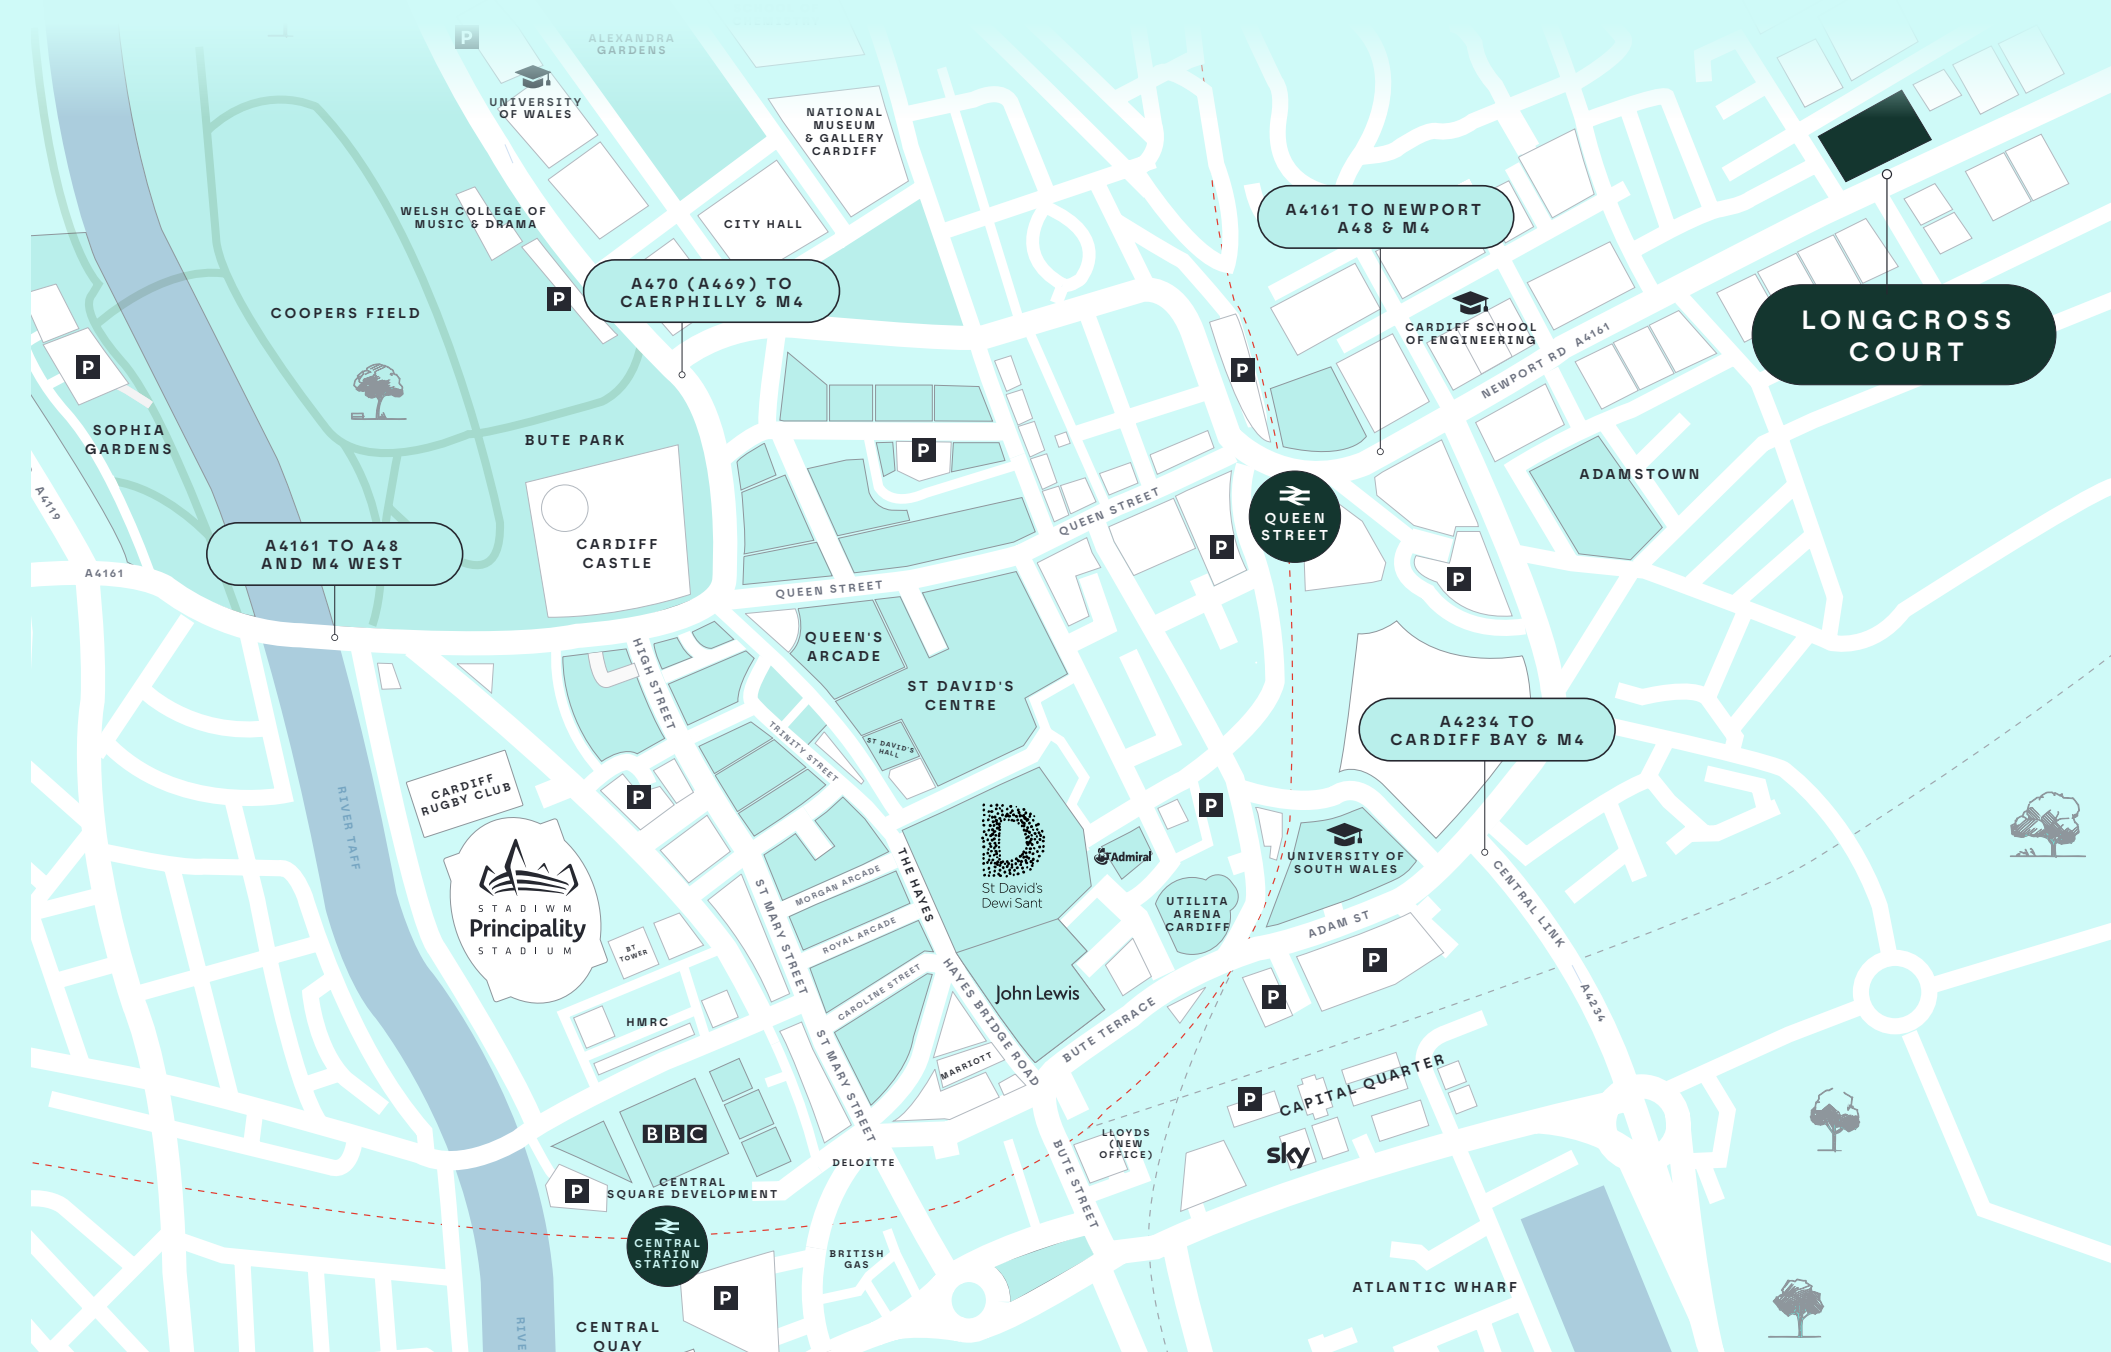 P
ALEXANDRA
GARDENS
UNIVERSITY
OF WALES
NATIONAL
MUSEUM
& GALLERY
CARDIFF
WELSH COLLEGE OF
MUSIC & DRAMA
CITY HALL
A4161 TO NEWPORT
A48 & M4
A470 (A469) TO
CAERPHILLY & M4
P
COOPERS FIELD
LONGCROSS
COURT
CARDIFF SCHOOL
OF ENGINEERING
NEWPORT RD A4161
P
P
SOPHIA
GARDENS
BUTE PARK
P
ADAMSTOWN
A4119
QUEEN STREET
QUEEN
STREET
P
P
A4161 TO A48
AND M4 WEST
A4161
CARDIFF
CASTLE
QUEEN STREET
QUEEN'S
ARCADE
HIGH STREET
ST DAVID'S
CENTRE
A4234 TO
CARDIFF BAY & M4
TRINITY STREET
ST DAVID'S
HALL
CARDIFF
RUGBY CLUB
P
P
RIVER TAFF
St David's
Dewi Sant
Admiral
UNIVERSITY OF
SOUTH WALES
STADIWM
Principality
STADIUM
THE HAYES
MORGAN ARCADE
ST MARY STREET
ROYAL ARCADE
UTILITA
ARENA
CARDIFF
ADAM ST
CENTRAL LINK
A4234
P
P
BT
TOWER
CAROLINE STREET
HAYES BRIDGE ROAD
John Lewis
HMRC
BUTE TERRACE
ST MARY STREET
MARRIOTT
CAPITAL QUARTER
P
BBC
LLOYDS
(NEW
OFFICE)
sky
DELOITTE
BUTE STREET
P
CENTRAL
SQUARE DEVELOPMENT
CENTRAL
TRAIN
STATION
BRITISH
GAS
P
ATLANTIC WHARF
CENTRAL
QUAY